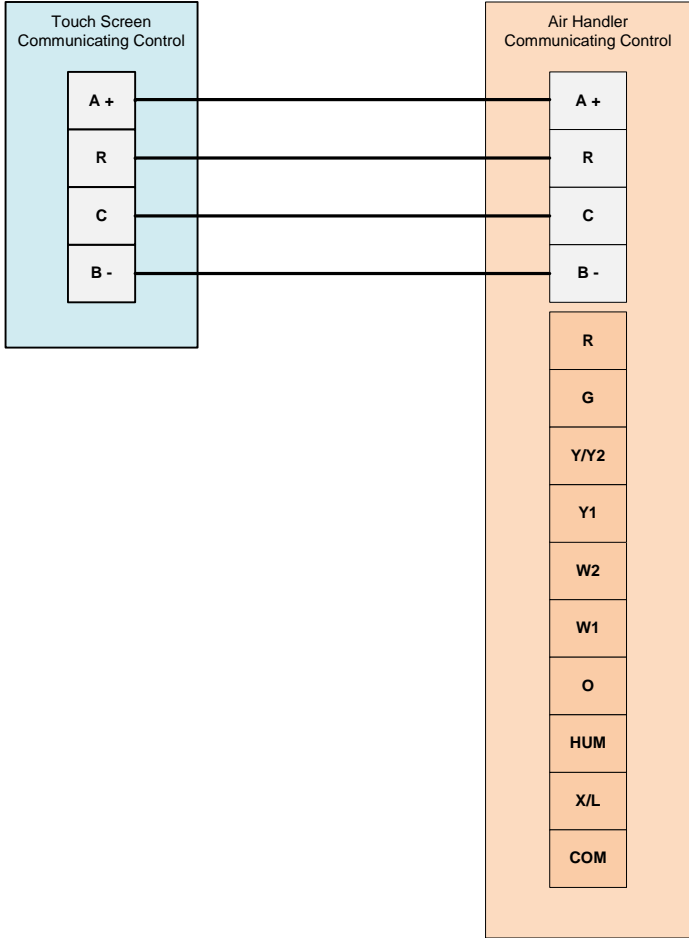 Touch Screen
Communicating Control
A +
R
C
B -
Air Handler
Communicating Control
A +
R
C
B -
R
G
Y/Y2
Y1
W2
W1
O
HUM
X/L
COM